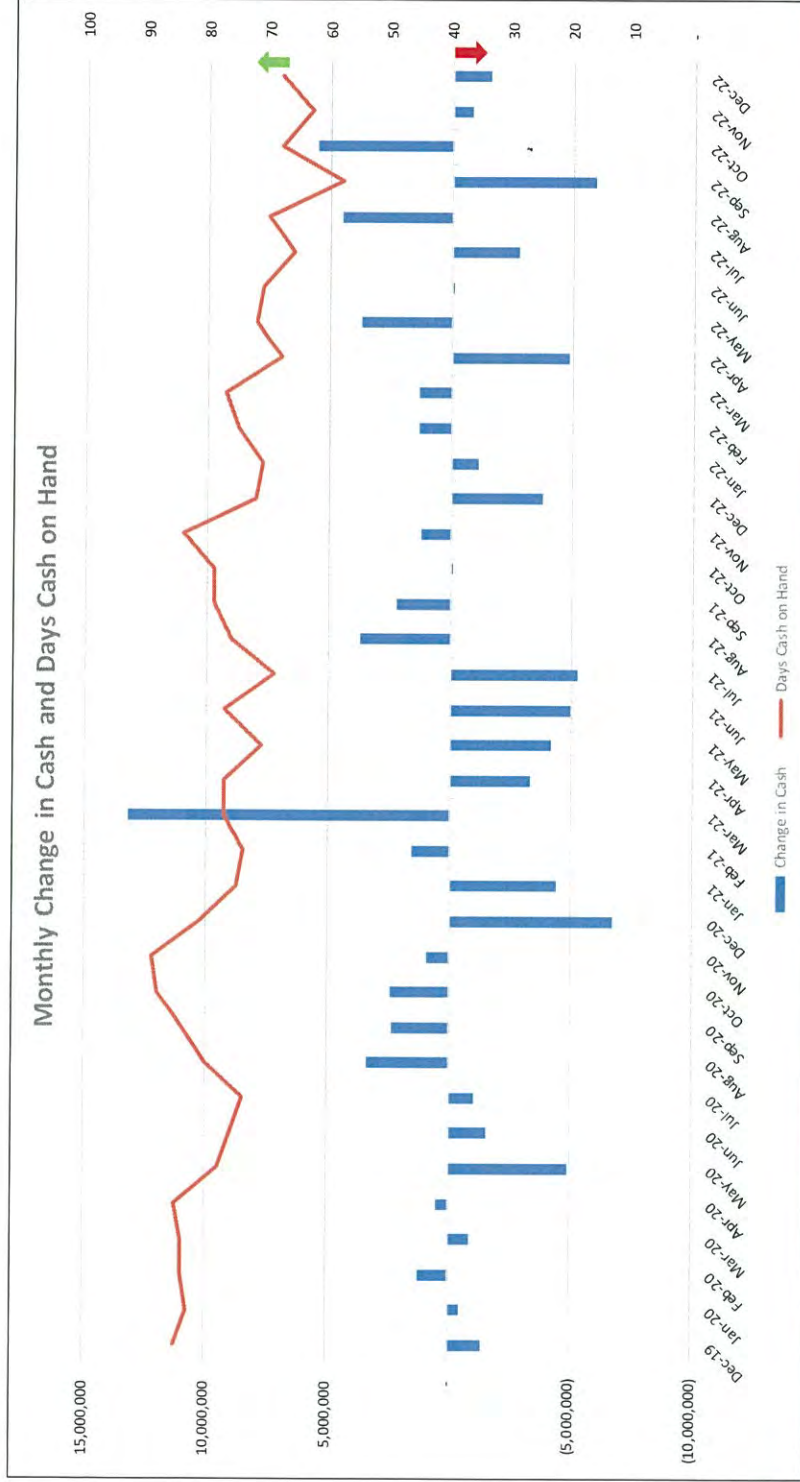 Monthly Change in Cash and Days Cash on Hand
15,000,000
10,000,000
5,000,000
-
(5,000,000)
(10,000,000)
100
90
80
70
60
50
40
30
20
10
-
Dec-19
Jan-20
Feb-20
Mar-20
Apr-20
May-20
Jun-20
Jul-20
Aug-20
Sep-20
Oct-20
Nov-20
Dec-20
Jan-21
Feb-21
Mar-21
Apr-21
May-21
Jun-21
Jul-21
Aug-21
Sep-21
Oct-21
Nov-21
Dec-21
Jan-22
Feb-22
Mar-22
Apr-22
May-22
Jun-22
Jul-22
Aug-22
Sep-22
Oct-22
Nov-22
Dec-22
Change in Cash
Days Cash on Hand